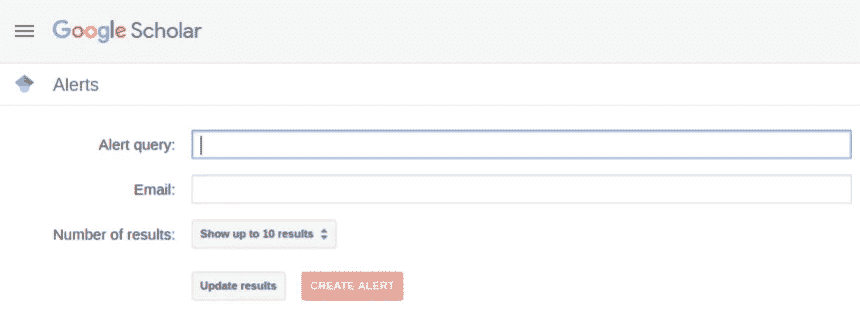 Google Scholar
Alerts
Alert query:
Email:
Number of results: Show up to 10 results
Update results CREATE ALERT